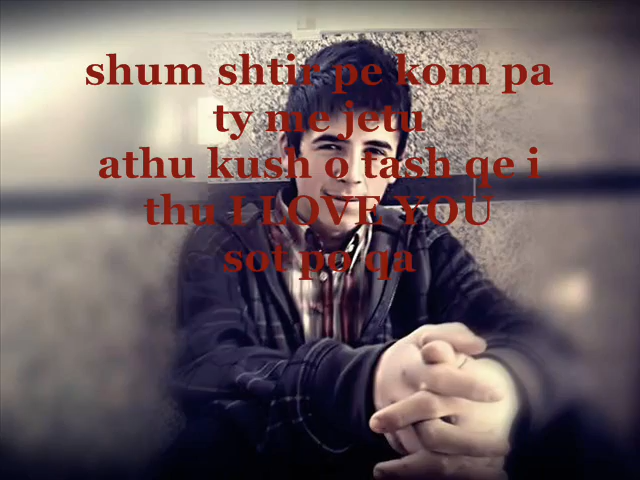 shum shtir pe kom pa
ty me jetu
athu kush o tash qe i
thu I LOVE YOU
sot po qa